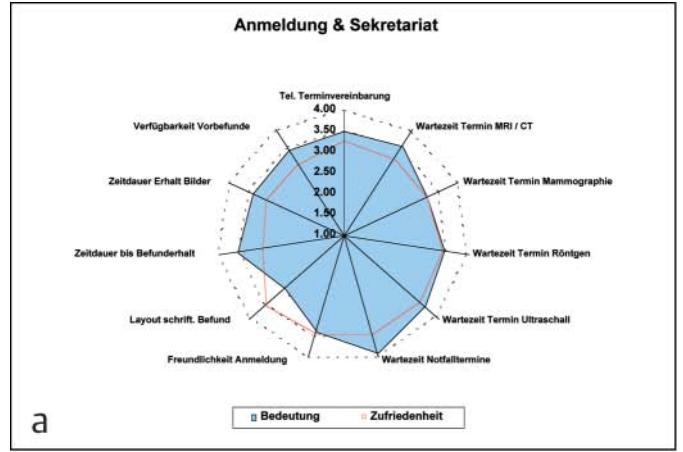 Anmeldung & Sekretariat
Tel. Terminvereinbarung
4.00
Verfügbarkeit Vorbefunde
Wartezeit Termin MRI / CT
3.50
3.00
2.50
Zeitdauer Erhalt Bilder
Wartezeit Termin Mammographie
2.00
1.50
1.00
Zeitdauer bis Befunderhalt
Wartezeit Termin Röntgen
Layout schrift. Befund
Wartezeit Termin Ultraschall
Freundlichkeit Anmeldung
Wartezeit Notfalltermine
a
Bedeutung
Zufriedenheit